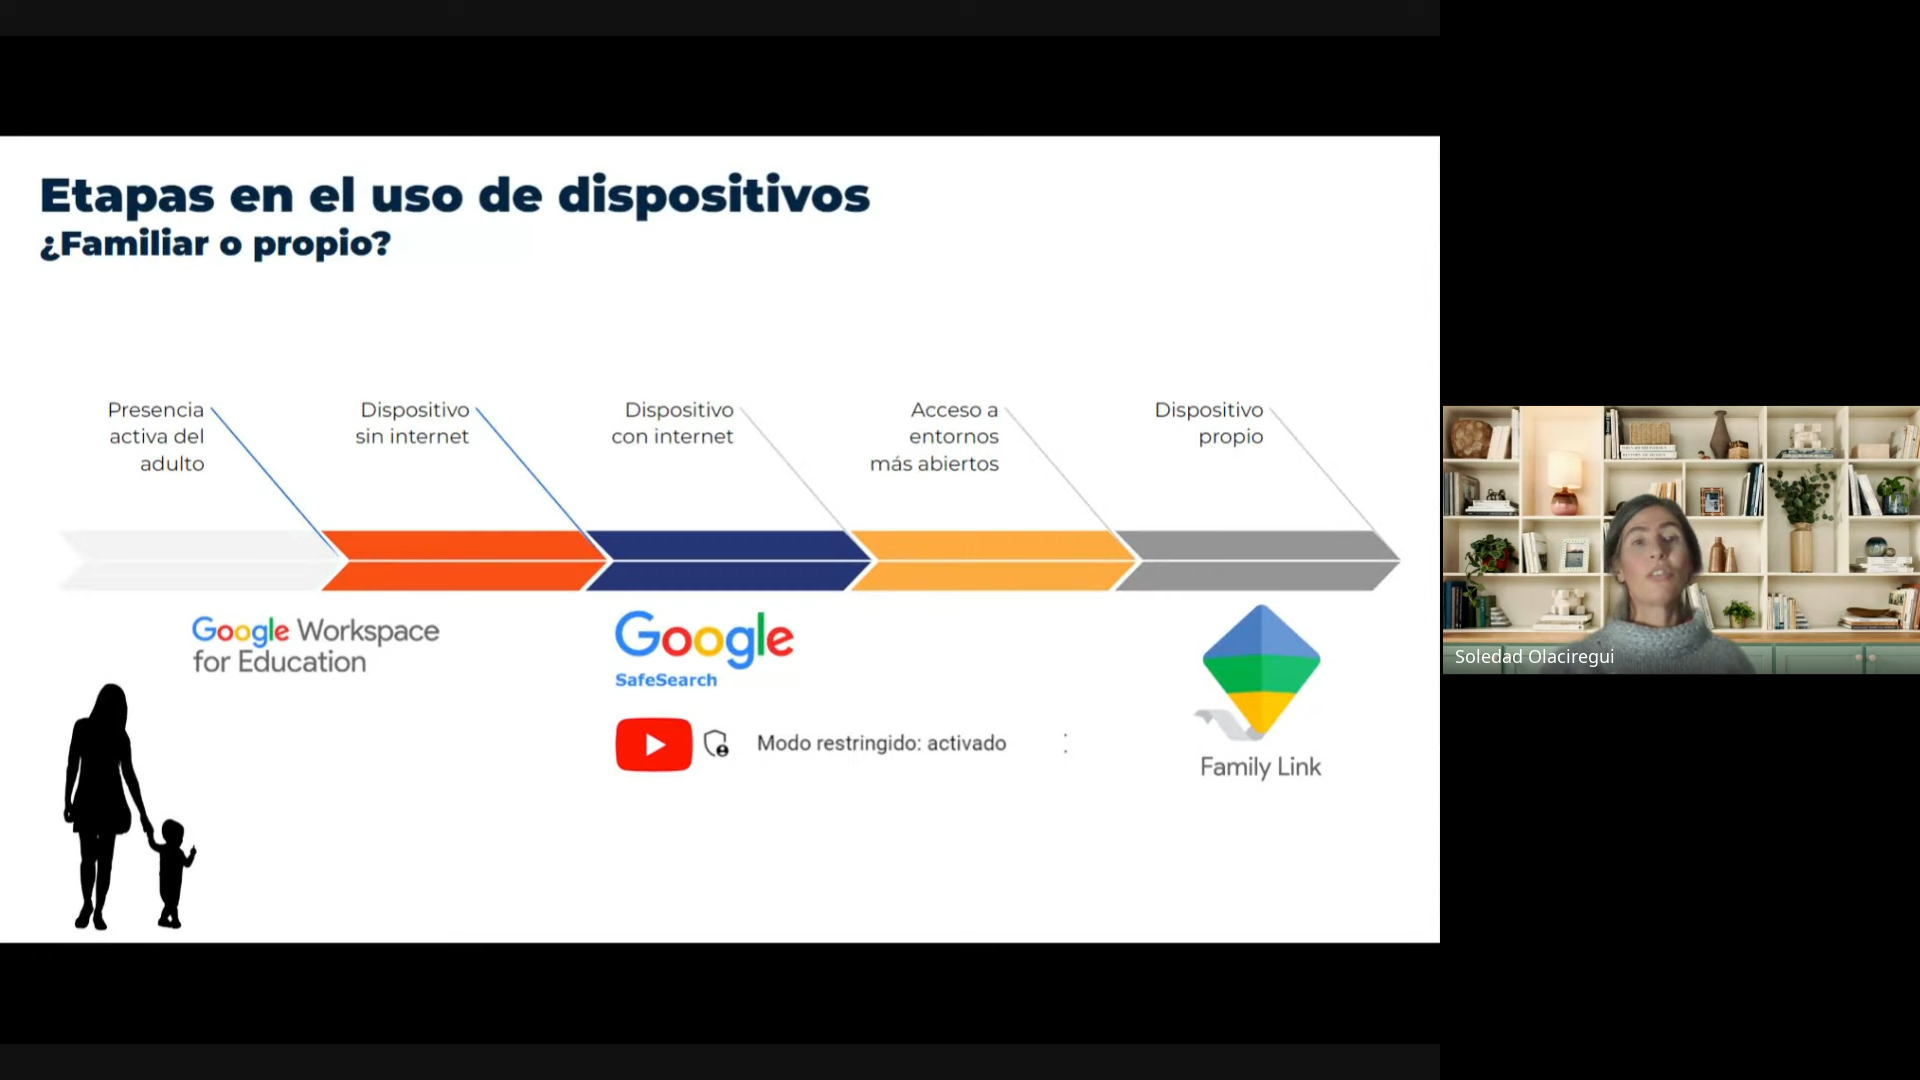 Etapas en el uso de dispositivos
¿Familiar o propio?
Presencia
activa del
adulto
Dispositivo
sin internet
Dispositivo
con internet
Acceso a
entornos
más abiertos
Dispositivo
propio
Google Workspace
for Education
Google
SafeSearch
Modo restringido: activado
Family Link
Soledad Olaciregui